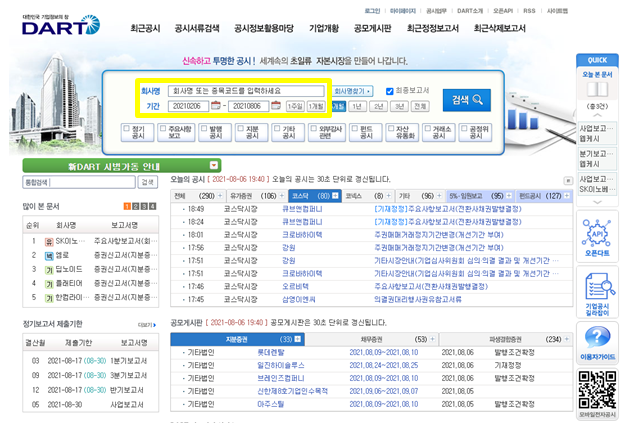 로그인 | 마이페이지 | 공시업무 | DART소개 | 오픈API | RSS | 사이트맵
대한민국 기업정보의 창
DART
최근공시 공시서류검색 공시정보활용마당 기업개황 공모게시판 최근정정보고서 최근삭제보고서
신속하고 투명한 공시! 세계속의 초일류 자본시장을 만들어 나갑니다.
회사명 회사명 또는 종목코드를 입력하세요 회사명찾기 최종보고서
기간 20210206 - 20210806 1주일 1개월 1년 2년 3년 전체
검색
정기공시 주요사항보고 발행공시 지분공시 기타공시 외부감사관련 펀드공시 자산유동화 거래소공시 공정위공시
QUICK
오늘 본 문서
(총3건)
사업보고…
웹게시
분기보고…
웹게시
사업보고…
SK이노베…
오픈다트
기업공시
길라잡이
이용자가이드
모바일전자공시
新DART 시범가동 안내
통합검색 검색
많이 본 문서 1 2 3 4
순위 회사명 보고서명
1 유 SK이노… 주요사항보고서(회…
2 넥 엠로 증권신고서(지분증…
3 기 딥노이드 증권신고서(지분증…
4 기 플래티어 증권신고서(지분증…
5 기 한컴라이… 증권신고서(지분증…
정기보고서 제출기한 더보기
결산월 제출기한 보고서명
03 2021-08-17 (08-30) 1분기보고서
09 2021-08-17 (08-30) 3분기보고서
12 2021-08-17 (08-30) 반기보고서
05 2021-08-30 사업보고서
오늘의 공시 [ 2021-08-06 19:40 ] 오늘의 공시는 30초 단위로 갱신됩니다.
전체 (290) 유가증권 (106) 코스닥 (80) 코넥스 (8) 기타 (96) 5%·임원보고 (95) 펀드공시 (127)
18:49 코스닥시장 큐브앤컴퍼니 [기재정정]주요사항보고서(전환사채권발행결정)
18:24 코스닥시장 큐브앤컴퍼니 [기재정정]주요사항보고서(전환사채권발행결정)
18:01 코스닥시장 크로바하이텍 주권매매거래정지기간변경(개선기간 부여)
17:56 코스닥시장 강원 주권매매거래정지기간변경(개선기간 부여)
17:51 코스닥시장 강원 기타시장안내(기업심사위원회 심의·의결 결과 및 개선기간 …
17:51 코스닥시장 크로바하이텍 기타시장안내(기업심사위원회 심의·의결 결과 및 개선기간 …
17:46 코스닥시장 오르비텍 주요사항보고서(전환사채권발행결정)
17:45 코스닥시장 삼영이엔씨 의결권대리행사권유참고서류
공모게시판 [ 2021-08-06 19:40 ] 공모게시판은 30초 단위로 갱신됩니다.
지분증권 (33) 채무증권 (53) 파생결합증권 (234)
기타법인 롯데렌탈 2021,08,09~2021,08,10 2021,08,06 발행조건확정
기타법인 일진하이솔루스 2021,08,24~2021,08,25 2021,08,06 기재정정
기타법인 브레인즈컴퍼니 2021,08,09~2021,08,10 2021,08,06 발행조건확정
기타법인 신한제8호기업인수목적 2021,09,06~2021,09,07 2021,08,05
기타법인 아주스틸 2021,08,09~2021,08,10 2021,08,05 발행조건확정